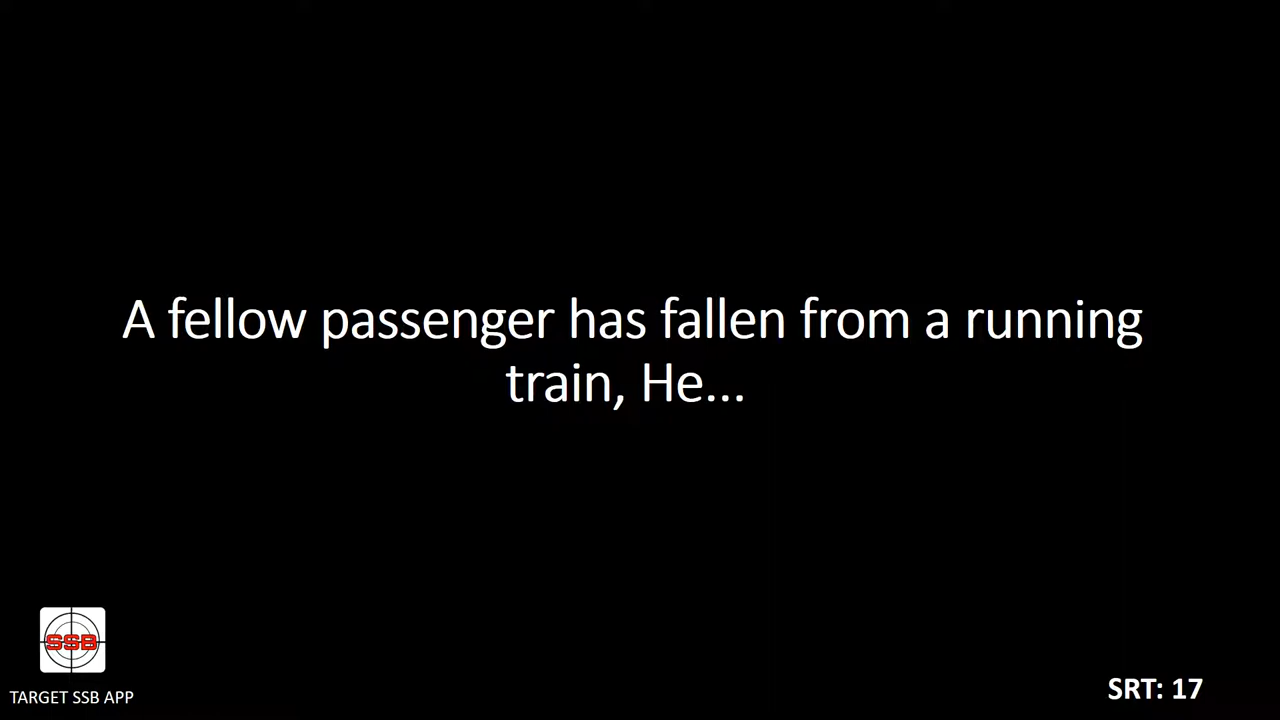 A fellow passenger has fallen from a running
train, He...
SSB
TARGET SSB APP
SRT: 17